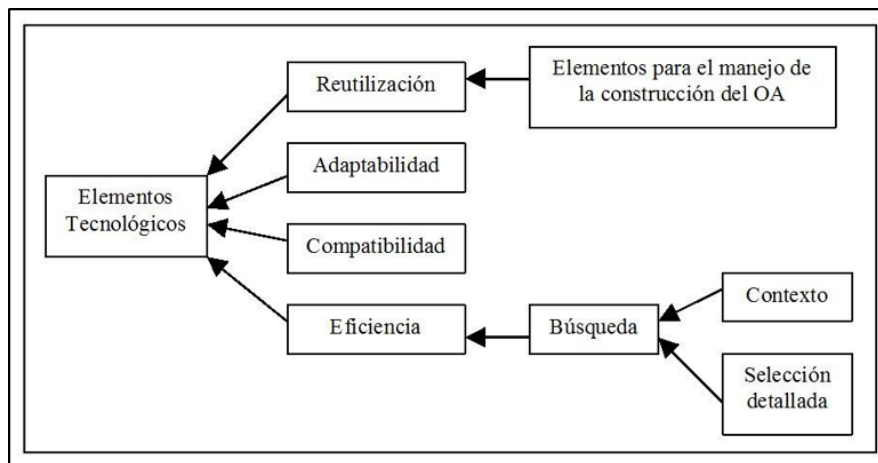 Reutilización
Elementos para el manejo de
la construcción del OA
Adaptabilidad
Elementos
Tecnológicos
Compatibilidad
Contexto
Eficiencia
Búsqueda
Selección
detallada